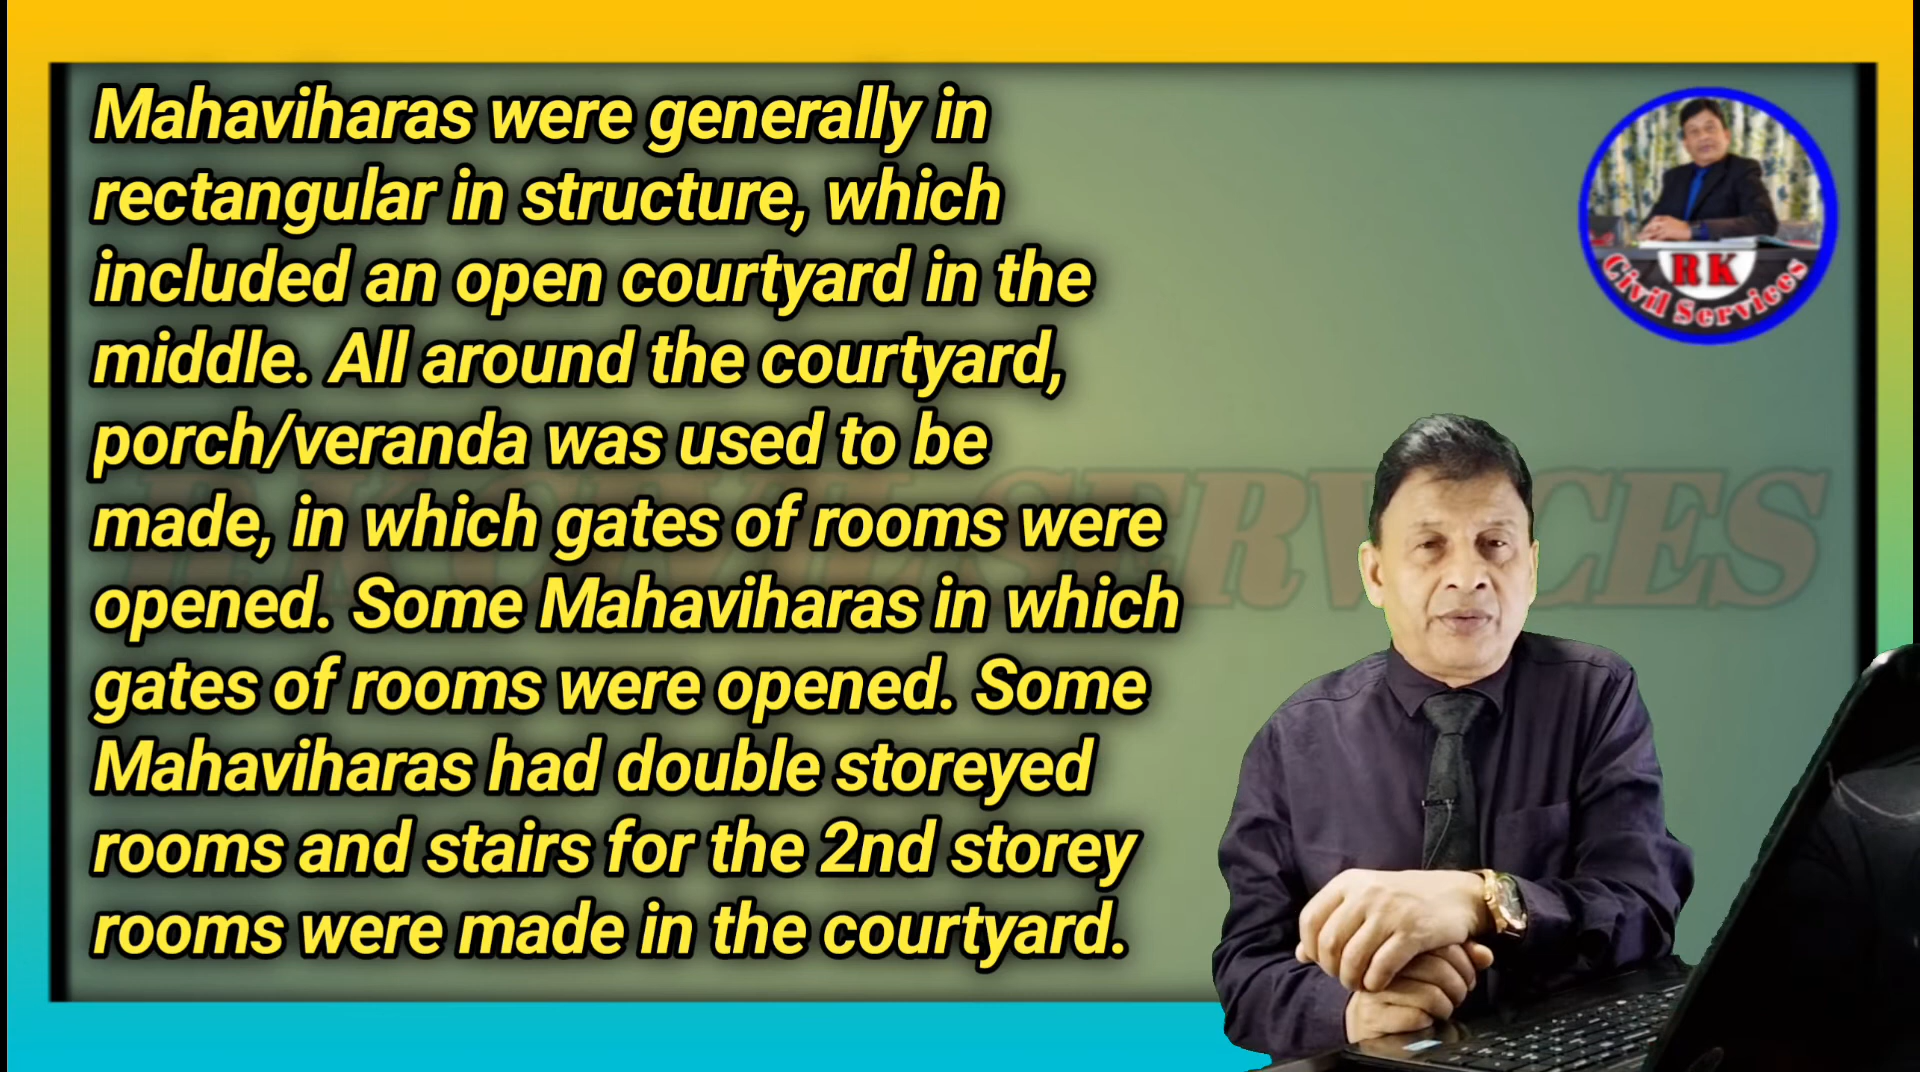 Mahaviharas were generally in
rectangular in structure, which
included an open courtyard in the
middle. All around the courtyard,
porch/veranda was used to be
made, in which gates of rooms were
opened. Some Mahaviharas in which
gates of rooms were opened. Some
Mahaviharas had double storeyed
rooms and stairs for the 2nd storey
rooms were made in the courtyard.
RK
Civil Services
R K CIVIL SERVICES